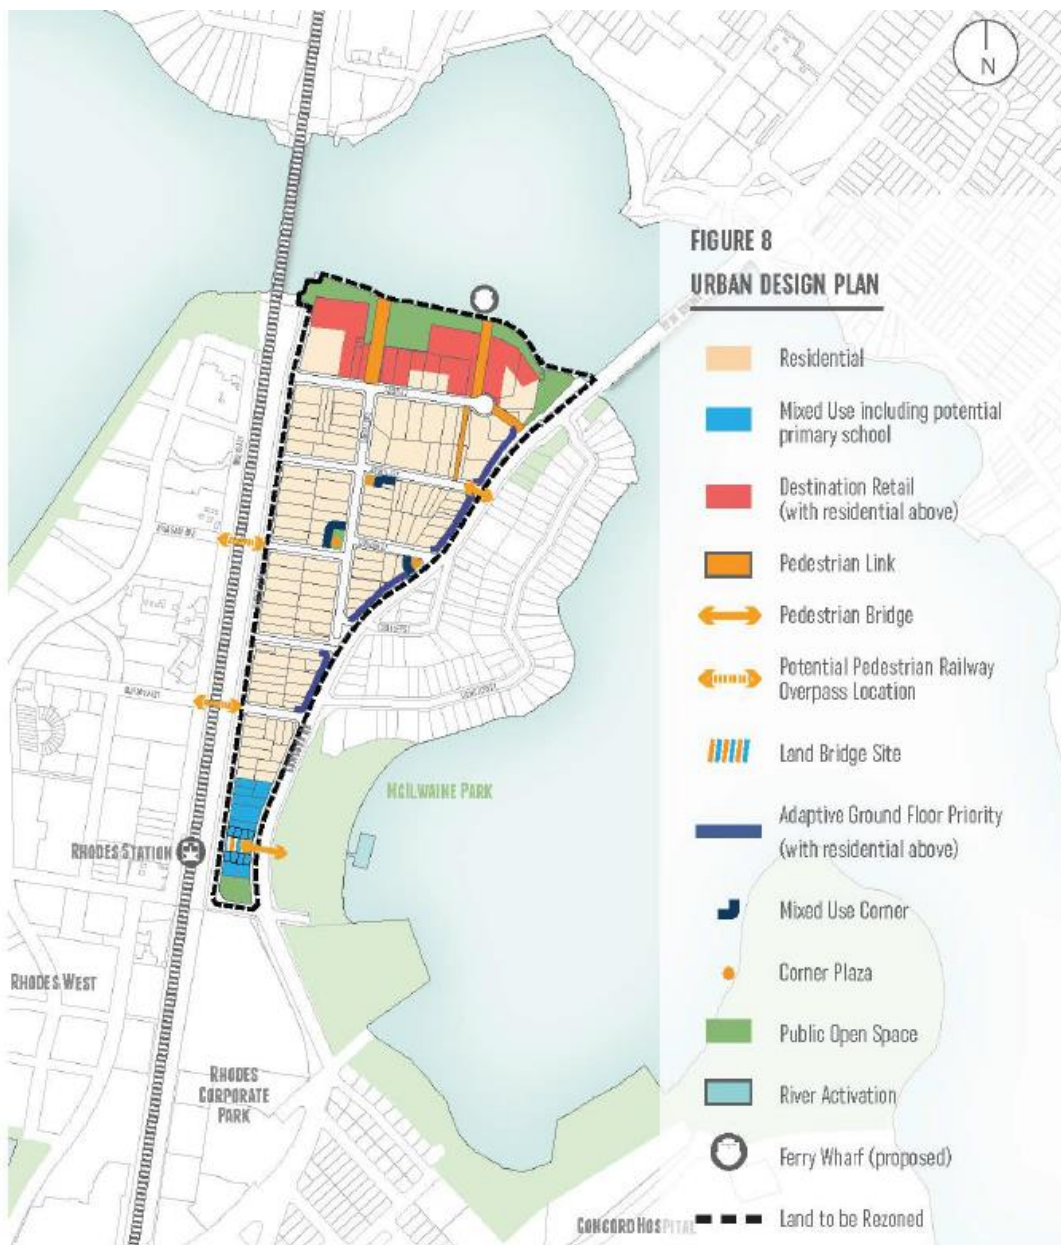 N
FIGURE 8
URBAN DESIGN PLAN
Residential
Mixed Use including potential
primary school
Destination Retail
(with residential above)
Pedestrian Link
Pedestrian Bridge
Potential Pedestrian Railway
Overpass Location
Land Bridge Site
Adaptive Ground Floor Priority
(with residential above)
Mixed Use Corner
Corner Plaza
Public Open Space
River Activation
Ferry Wharf (proposed)
Land to be Rezoned
McIlwaine Park
Rhodes Station
Rhodes West
Rhodes
Corporate
Park
Concord Hospital